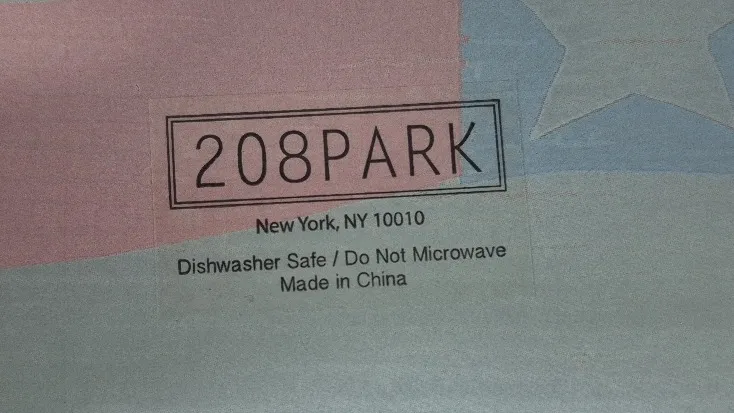 208PARK
New York, NY 10010
Dishwasher Safe / Do Not Microwave
Made in China